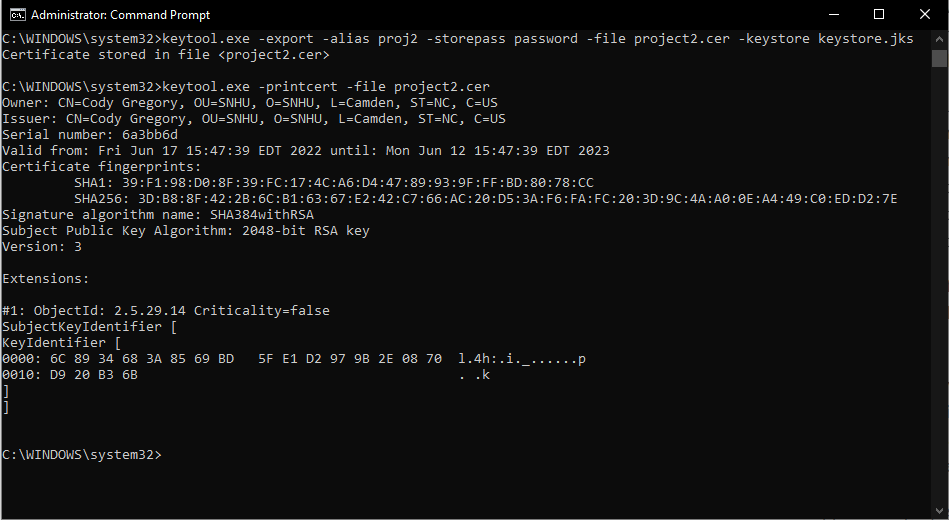 Administrator: Command Prompt
C:\WINDOWS\system32>keytool.exe -export -alias proj2 -storepass password -file project2.cer -keystore keystore.jks
Certificate stored in file <project2.cer>
C:\WINDOWS\system32>keytool.exe -printcert -file project2.cer
Owner: CN=Cody Gregory, OU=SNHU, O=SNHU, L=Camden, ST=NC, C=US
Issuer: CN=Cody Gregory, OU=SNHU, O=SNHU, L=Camden, ST=NC, C=US
Serial number: 6a3bb6d
Valid from: Fri Jun 17 15:47:39 EDT 2022 until: Mon Jun 12 15:47:39 EDT 2023
Certificate fingerprints:
SHA1: 39:F1:98:D0:8F:39:FC:17:4C:A6:D4:47:89:93:9F:FF:BD:80:78:CC
SHA256: 3D:B8:8F:42:2B:6C:B1:63:67:E2:42:C7:66:AC:20:D5:3A:F6:FA:FC:20:3D:9C:4A:A0:0E:A4:49:C0:ED:D2:7E
Signature algorithm name: SHA384withRSA
Subject Public Key Algorithm: 2048-bit RSA key
Version: 3
Extensions:
#1: ObjectId: 2.5.29.14 Criticality=false
SubjectKeyIdentifier [
KeyIdentifier [
0000: 6C 89 34 68 3A 85 69 BD   5F E1 D2 97 9B 2E 08 70  l.4h:.i._......p
0010: D9 20 B3 6B                                        . .k
]
]
C:\WINDOWS\system32>